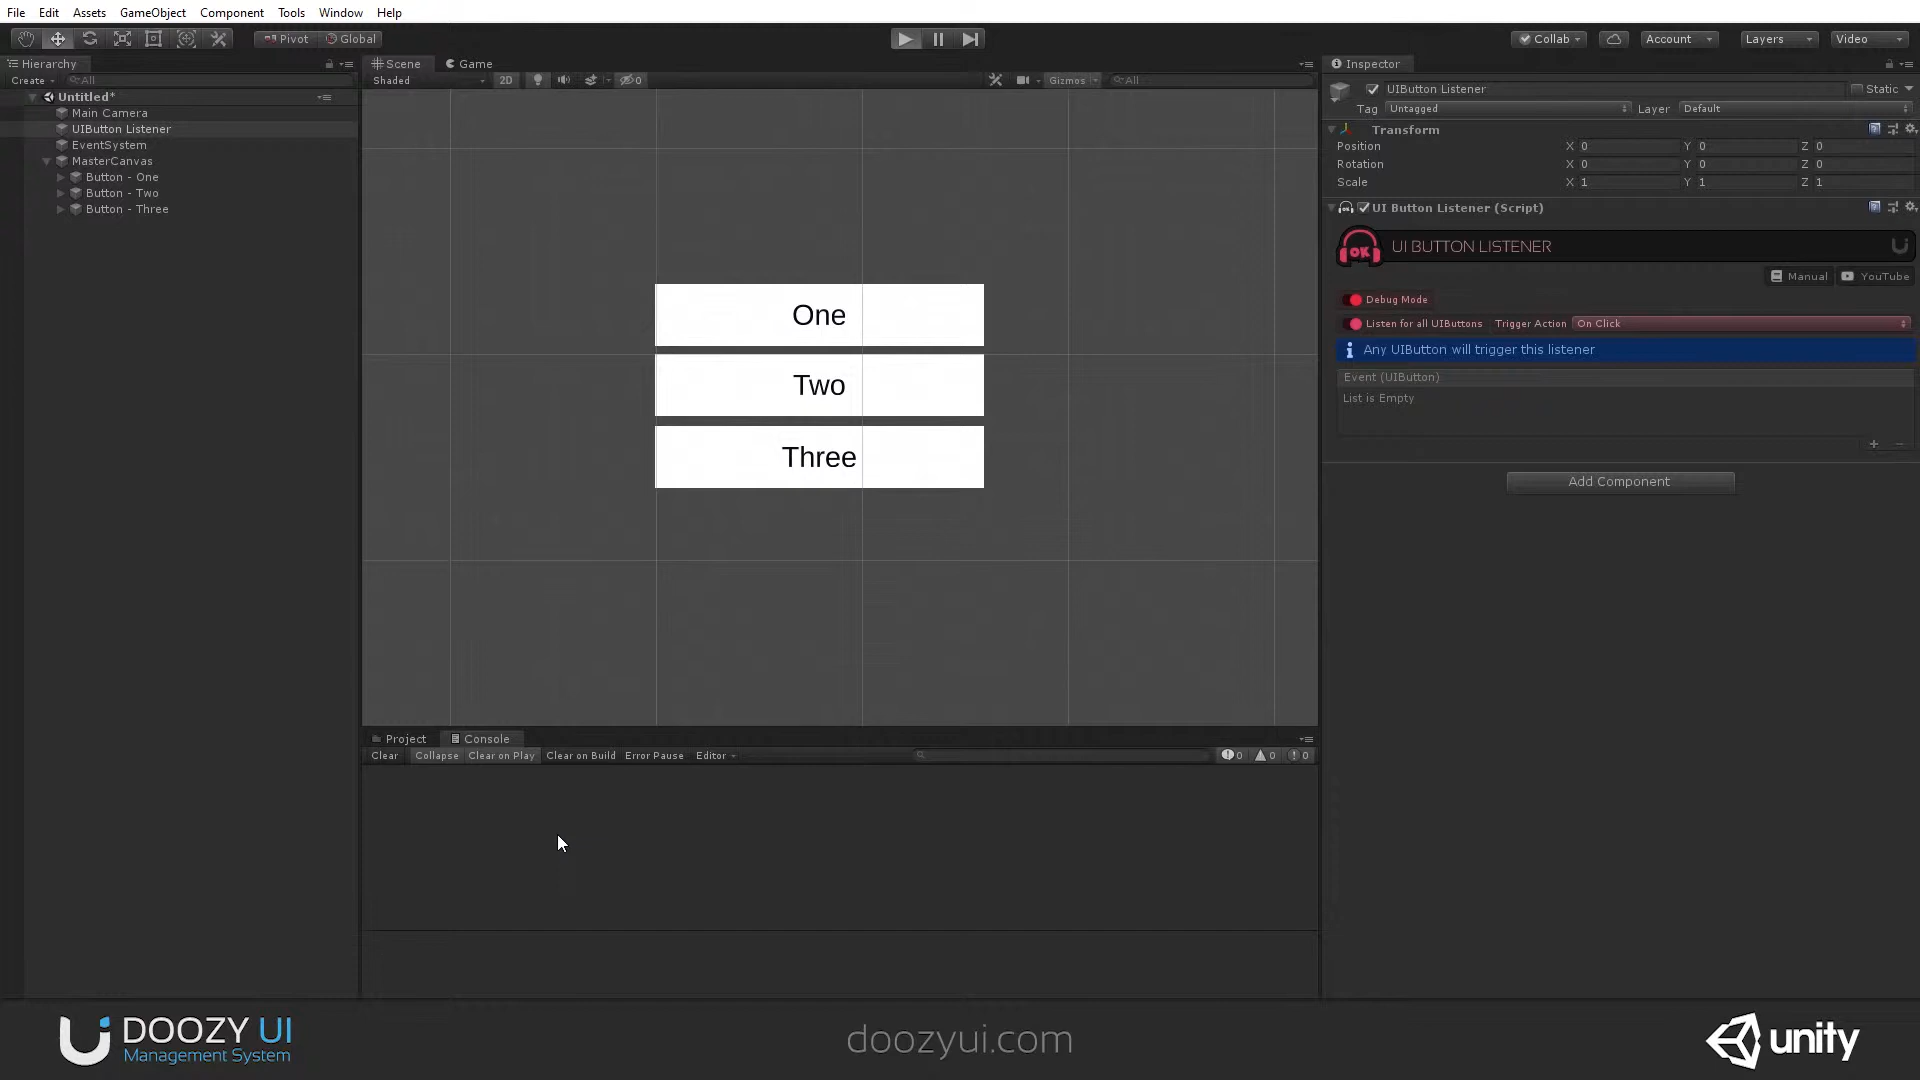 File Edit Assets GameObject Component Tools Window Help
Pivot Global Collab Account Layers Video
Hierarchy
Create All
Untitled*
Main Camera
UIButton Listener
EventSystem
MasterCanvas
Button - One
Button - Two
Button - Three
Scene Game
Shaded 2D 0 Gizmos All
One
Two
Three
Project Console
Clear Collapse Clear on Play Clear on Build Error Pause Editor 0 0 0
Inspector
UIButton Listener Static
Tag Untagged Layer Default
Transform
Position X 0 Y 0 Z 0
Rotation X 0 Y 0 Z 0
Scale X 1 Y 1 Z 1
UI Button Listener (Script)
OK UI BUTTON LISTENER
Manual YouTube
Debug Mode
Listen for all UIButtons Trigger Action On Click
Any UIButton will trigger this listener
Event (UIButton)
List is Empty
Add Component
DOOZY UI
Management System
doozyui.com
unity